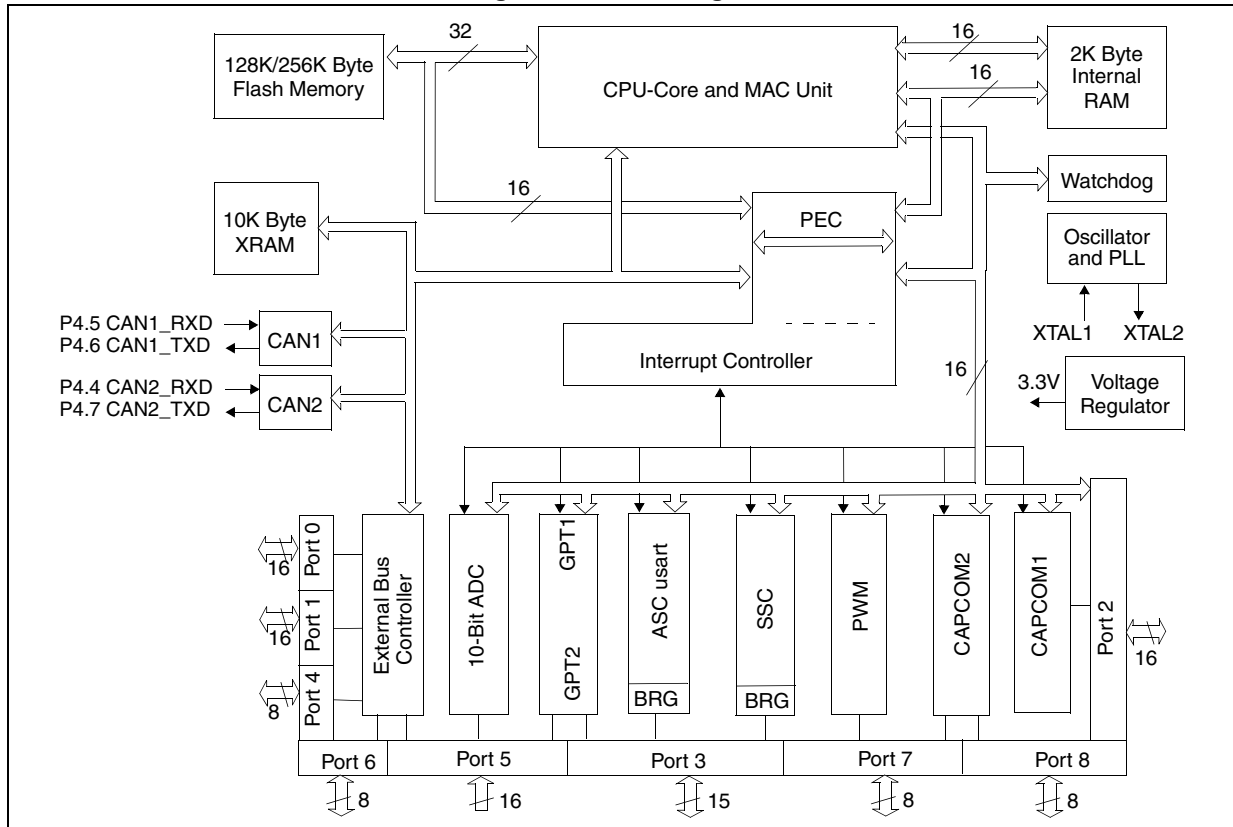 128K/256K Byte
Flash Memory
32
CPU-Core and MAC Unit
16
16
2K Byte
Internal
RAM
16
Watchdog
10K Byte
XRAM
PEC
Oscillator
and PLL
XTAL1
XTAL2
P4.5 CAN1_RXD
P4.6 CAN1_TXD
CAN1
P4.4 CAN2_RXD
P4.7 CAN2_TXD
CAN2
Interrupt Controller
16
3.3V
Voltage
Regulator
Port 0
16
Port 1
16
Port 4
8
External Bus
Controller
10-Bit ADC
GPT1
GPT2
ASC usart
BRG
SSC
BRG
PWM
CAPCOM2
CAPCOM1
Port 2
16
Port 6
Port 5
Port 3
Port 7
Port 8
8
16
15
8
8